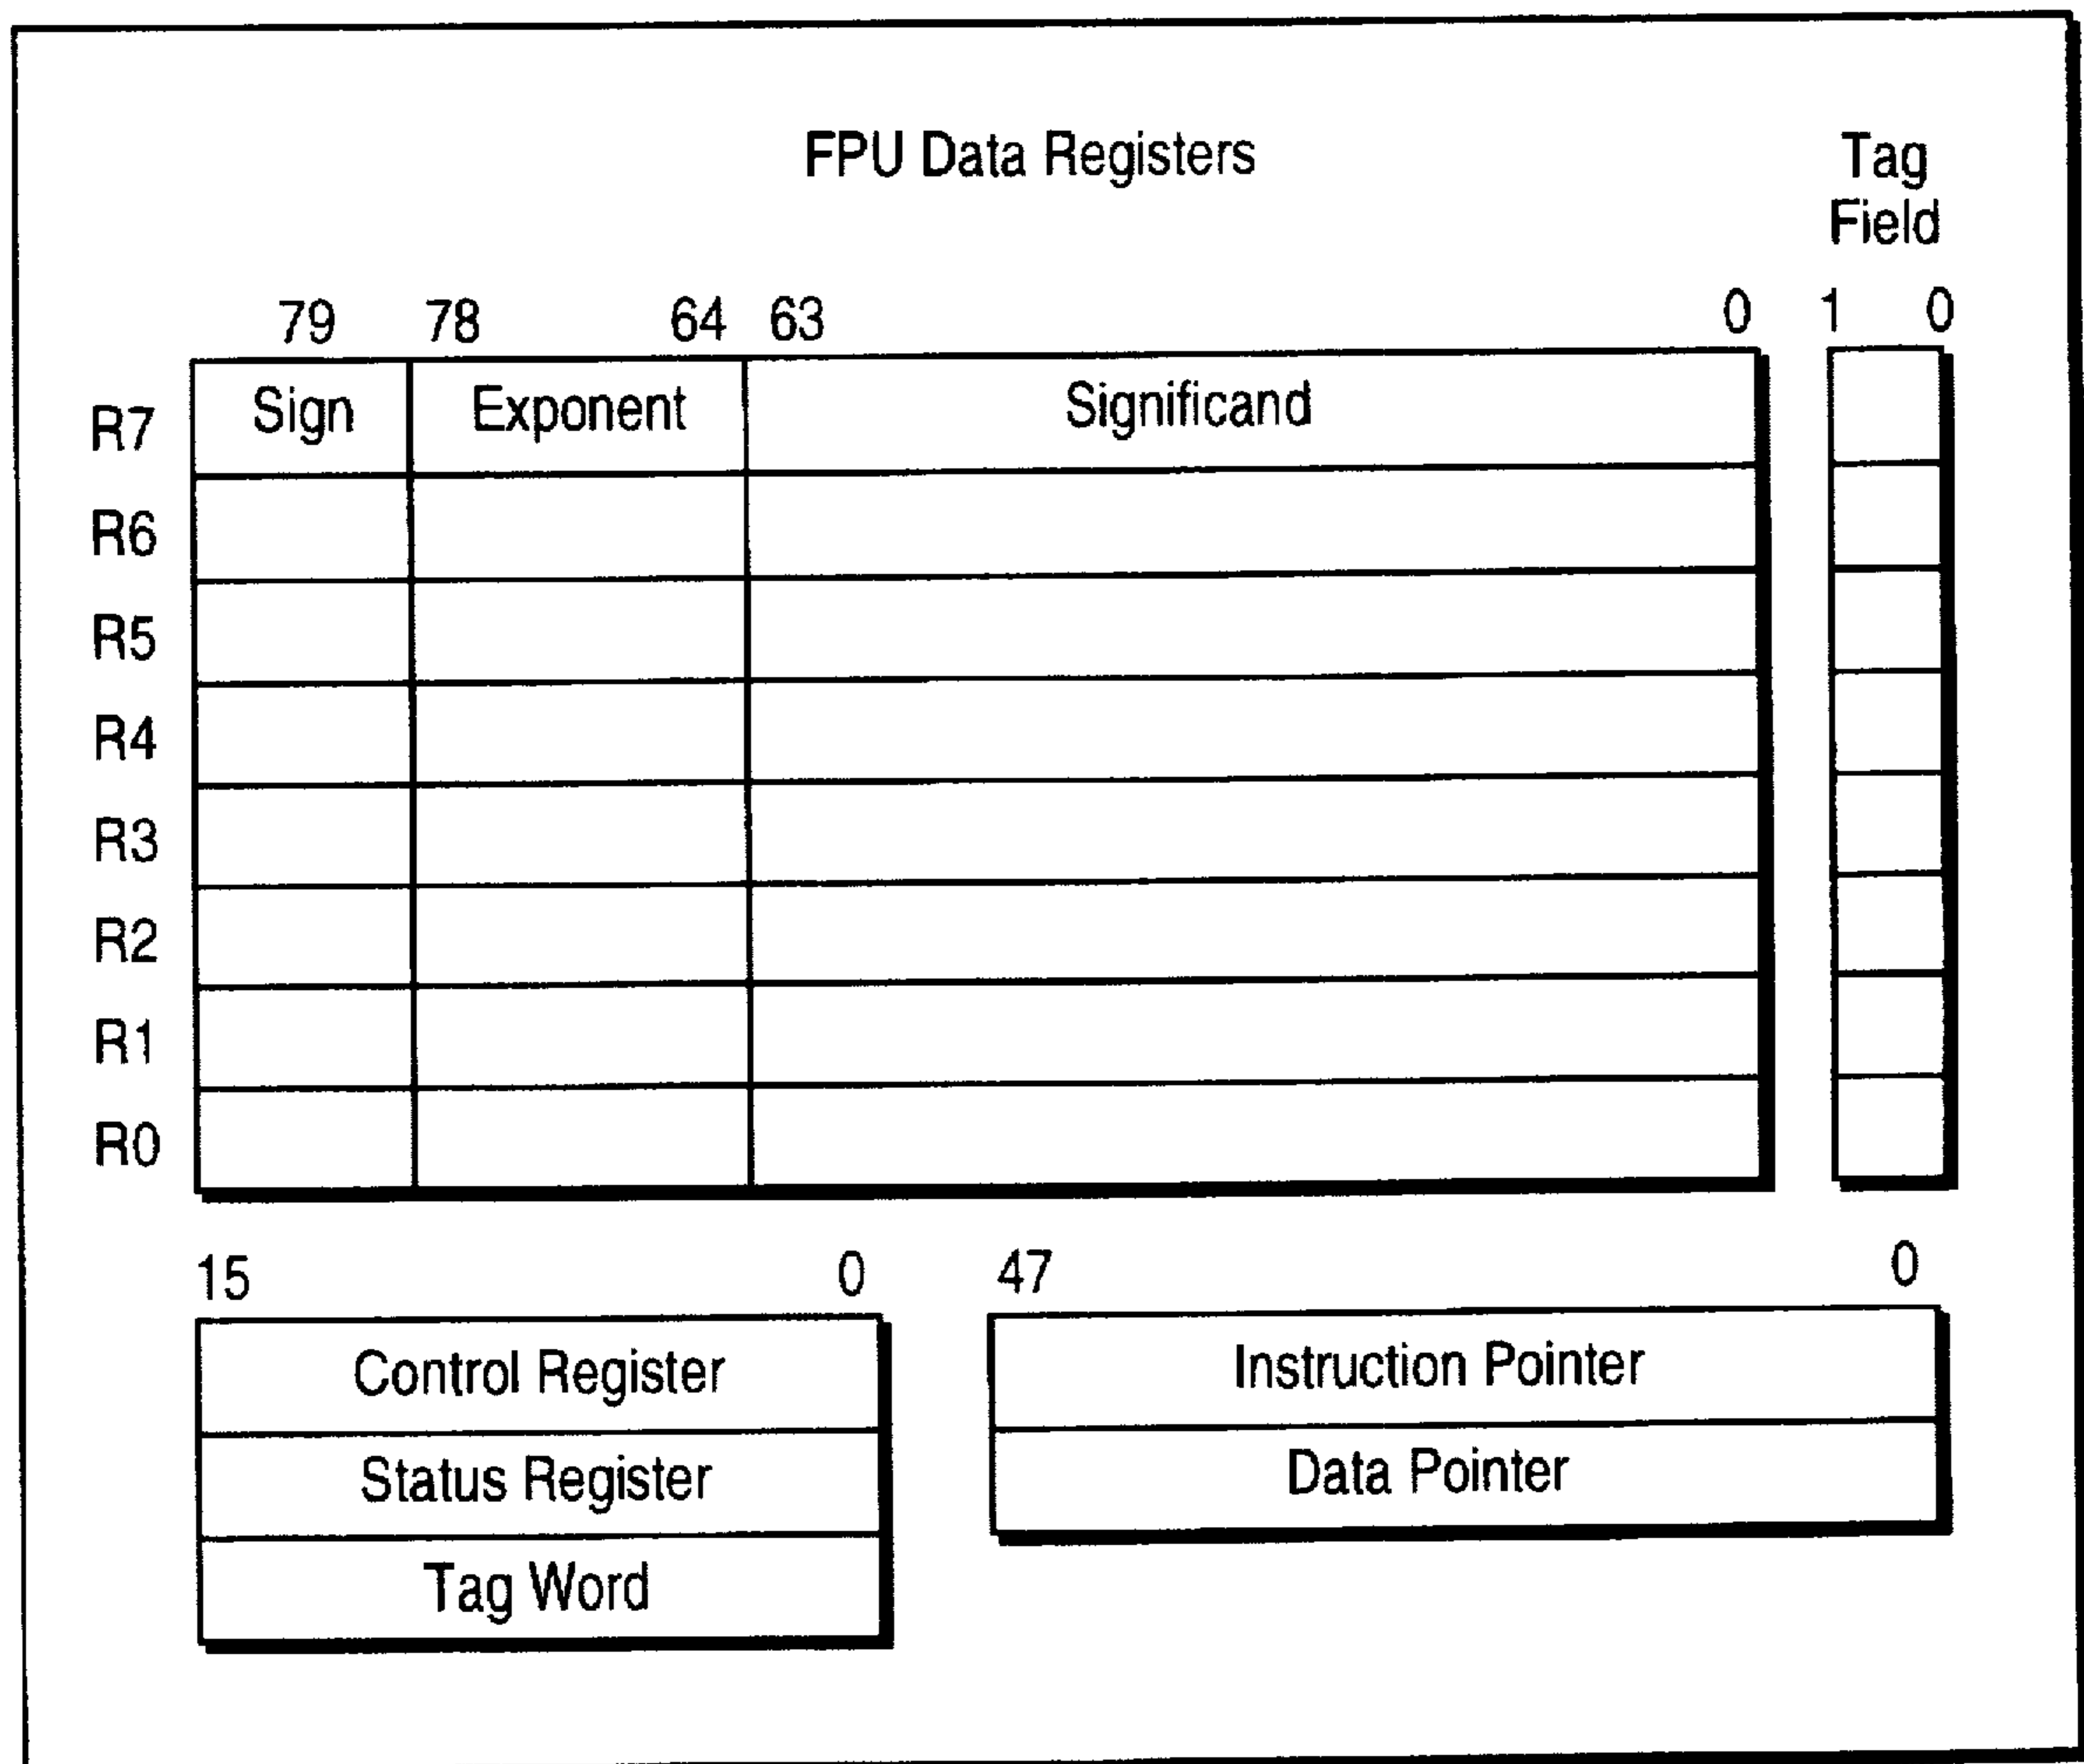 FPU Data Registers
Tag
Field
79 78 64 63 0 1 0
R7 Sign Exponent Significand
R6
R5
R4
R3
R2
R1
R0
15 0 47 0
Control Register Instruction Pointer
Status Register Data Pointer
Tag Word